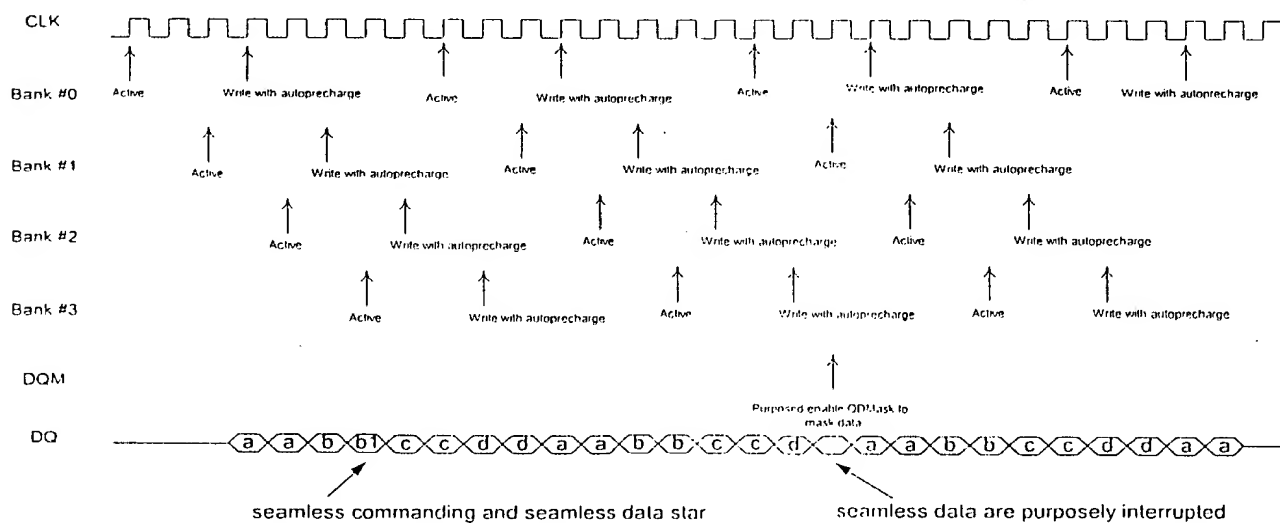 CLK
Bank #0
Active
Write with autoprecharge
Active
Write with autoprecharge
Active
Write with autoprecharge
Active
Write with autoprecharge
Bank #1
Active
Write with autoprecharge
Active
Write with autoprecharge
Active
Write with autoprecharge
Bank #2
Active
Write with autoprecharge
Active
Write with autoprecharge
Active
Write with autoprecharge
Bank #3
Active
Write with autoprecharge
Active
Write with autoprecharge
Active
Write with autoprecharge
DQM
Purposed enable QDMask to
mask data
DQ
a a b b1 c c d d a a b b c c d a a b b c c d d a a
seamless commanding and seamless data star
seamless data are purposely interrupted